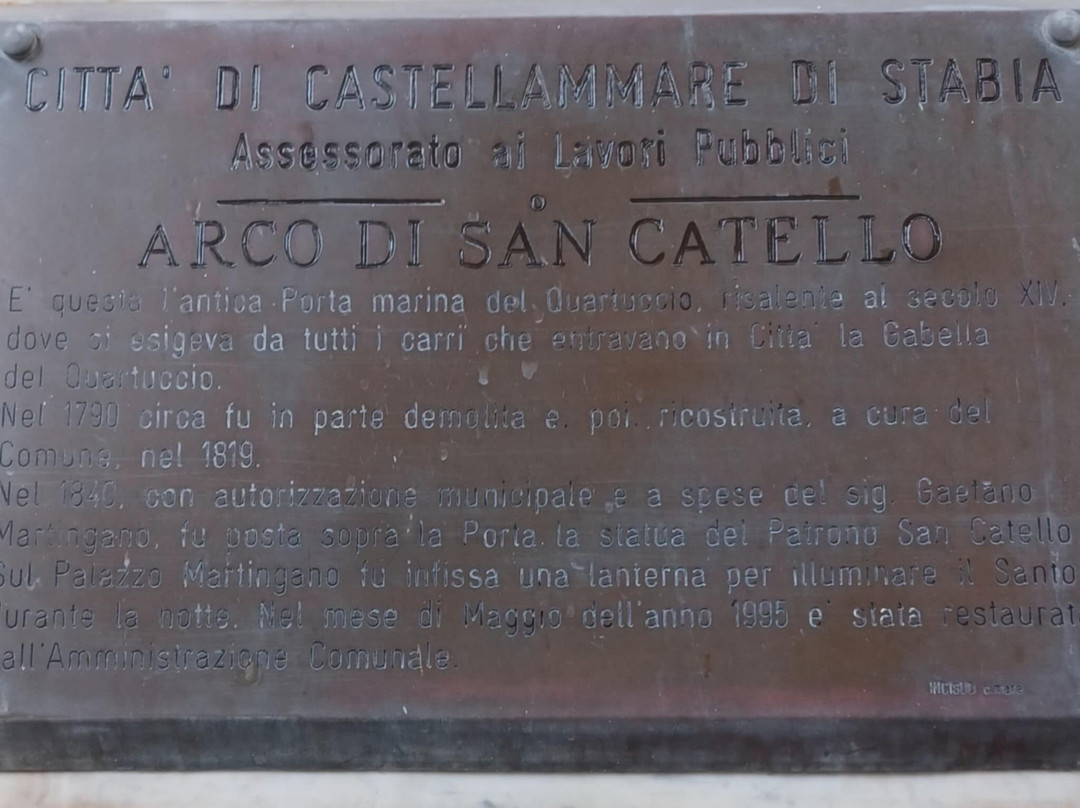 CITTA' DI CASTELLAMMARE DI STABIA
Assessorato ai Lavori Pubblici
o
ARCO DI SAN CATELLO
E' questa l'antica Porta marina del Quartuccio, risalente al secolo XIV,
dove si esigeva da tutti i carri che entravano in Citta' la Gabella
del Quartuccio.
Nel 1790 circa fu in parte demolita e, poi, ricostruita, a cura del
Comune, nel 1819.
Nel 1840, con autorizzazione municipale e a spese del sig. Gaetano
Martingano, fu posta sopra la Porta la statua del Patrono San Catello
Sul Palazzo Martingano fu infissa una lanterna per illuminare il Santo
durante la notte. Nel mese di Maggio dell'anno 1995 e' stata restaurat
all'Amministrazione Comunale.
INCISUD c.mare